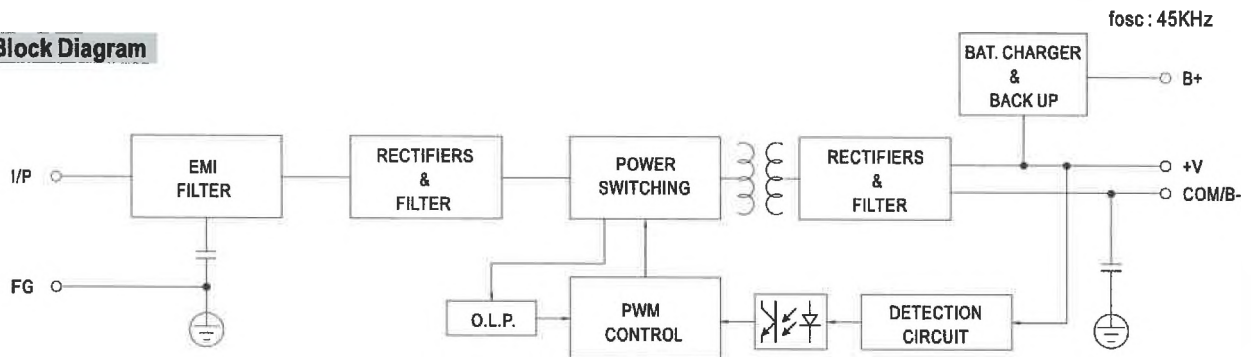 Block Diagram
fosc : 45KHz
BAT. CHARGER
&
BACK UP
B+
I/P
EMI
FILTER
RECTIFIERS
&
FILTER
POWER
SWITCHING
RECTIFIERS
&
FILTER
+V
COM/B-
FG
O.L.P.
PWM
CONTROL
DETECTION
CIRCUIT